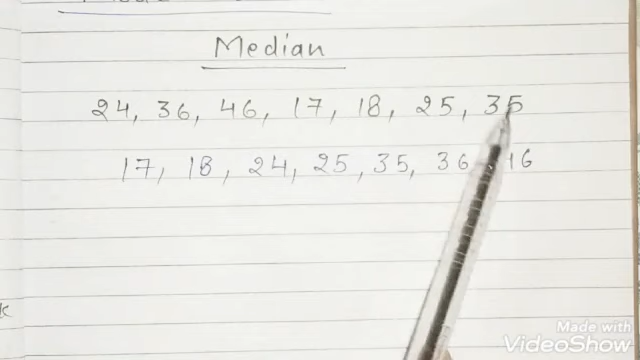 Median
24, 36, 46, 17, 18, 25, 35
17, 18, 24, 25, 35, 36
Made with
VideoShow